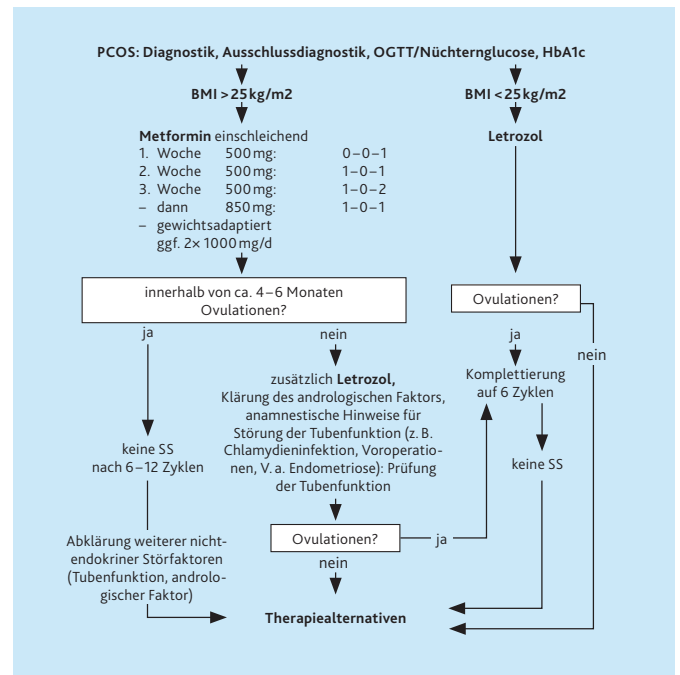 PCOS: Diagnostik, Ausschlussdiagnostik, OGTT/Nüchternglucose, HbA1c
BMI > 25 kg/m2
Metformin einschleichend
1. Woche 500 mg: 0–0–1
2. Woche 500 mg: 1–0–1
3. Woche 500 mg: 1–0–2
– dann 850 mg: 1–0–1
– gewichtsadaptiert
ggf. 2× 1000 mg/d
innerhalb von ca. 4–6 Monaten
Ovulationen?
ja
keine SS
nach 6–12 Zyklen
Abklärung weiterer nicht-
endokriner Störfaktoren
(Tubenfunktion, androlo-
gischer Faktor)
nein
zusätzlich Letrozol,
Klärung des andrologischen Faktors,
anamnestische Hinweise für
Störung der Tubenfunktion (z. B.
Chlamydieninfektion, Voroperatio-
nen, V. a. Endometriose): Prüfung
der Tubenfunktion
Ovulationen?
ja
nein
Therapiealternativen
BMI < 25 kg/m2
Letrozol
Ovulationen?
ja
nein
Komplettierung
auf 6 Zyklen
keine SS